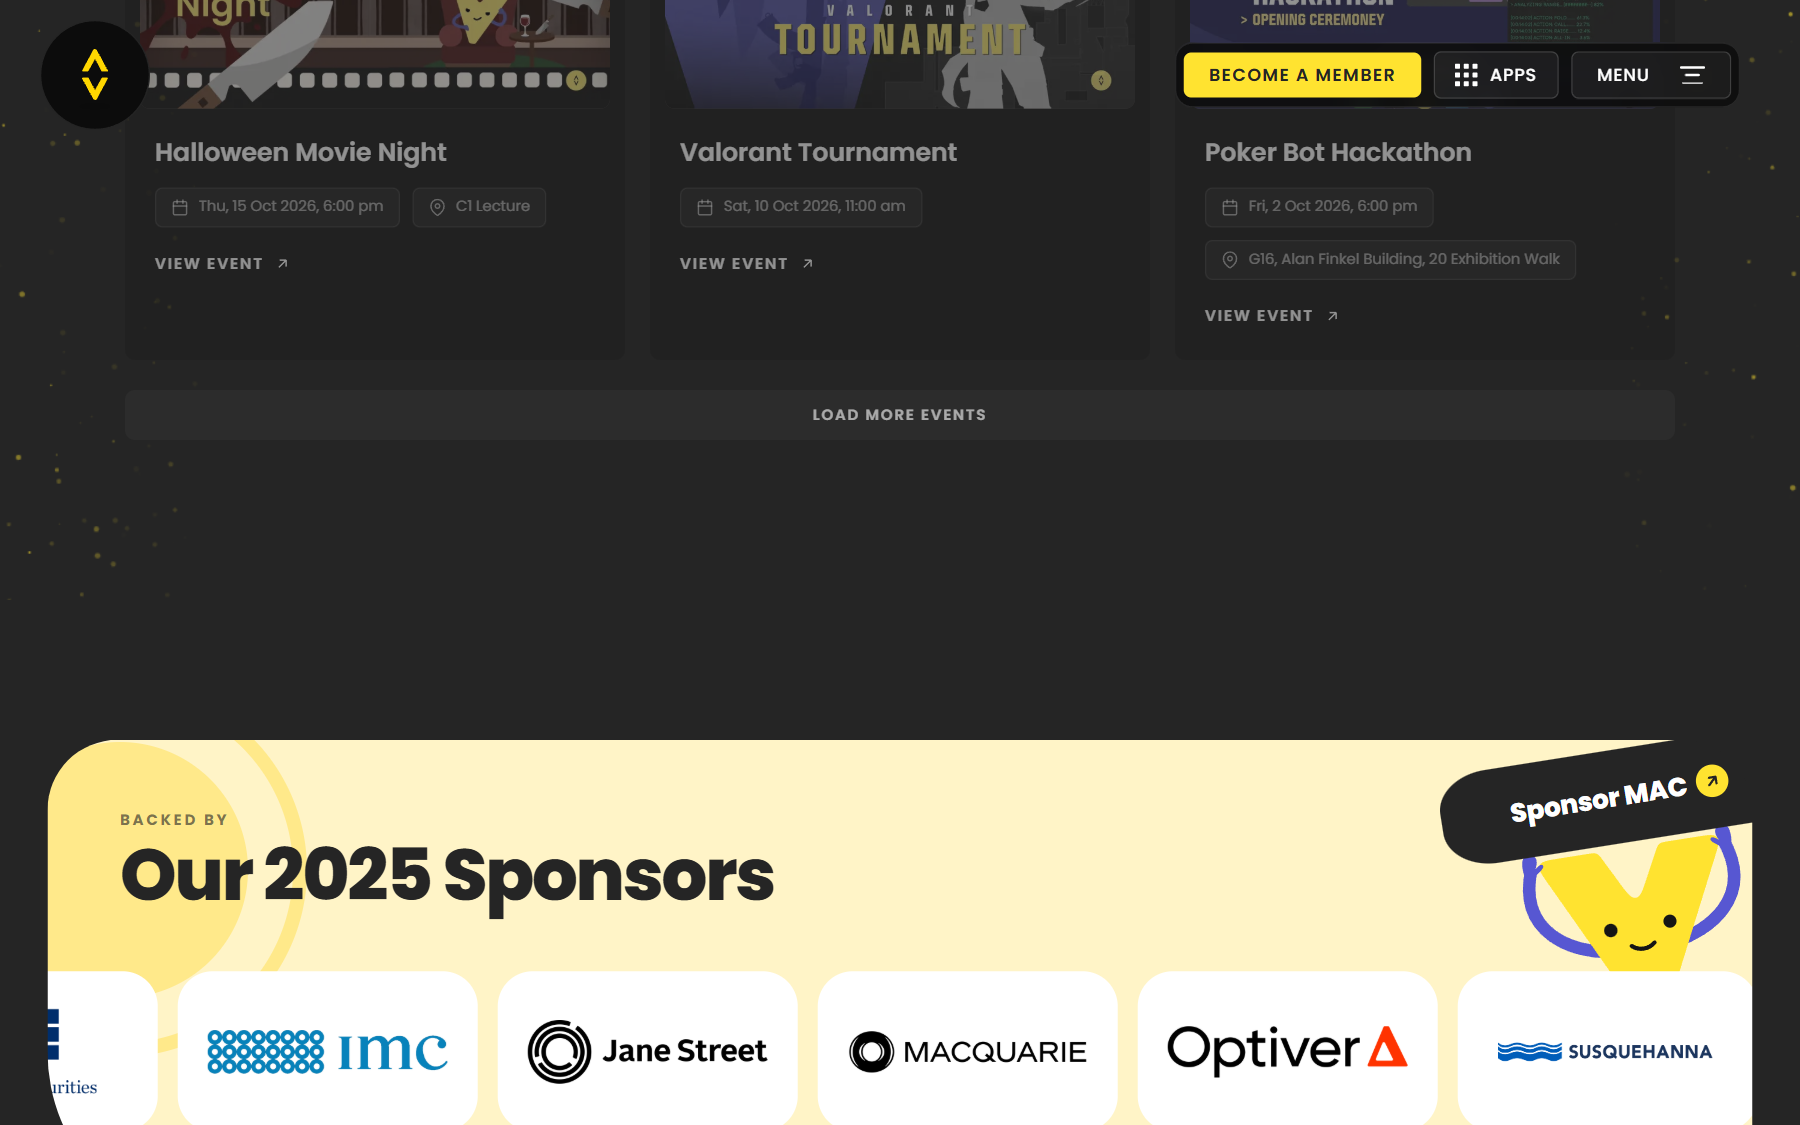 Night
VALORANT
TOURNAMENT
HACKATHON
> OPENING CEREMONEY
BECOME A MEMBER
APPS
MENU
Halloween Movie Night
Valorant Tournament
Poker Bot Hackathon
Thu, 15 Oct 2026, 6:00 pm
C1 Lecture
Sat, 10 Oct 2026, 11:00 am
Fri, 2 Oct 2026, 6:00 pm
G16, Alan Finkel Building, 20 Exhibition Walk
VIEW EVENT
VIEW EVENT
VIEW EVENT
LOAD MORE EVENTS
Sponsor MAC
BACKED BY
Our 2025 Sponsors
urities
imc
Jane Street
MACQUARIE
Optiver
SUSQUEHANNA